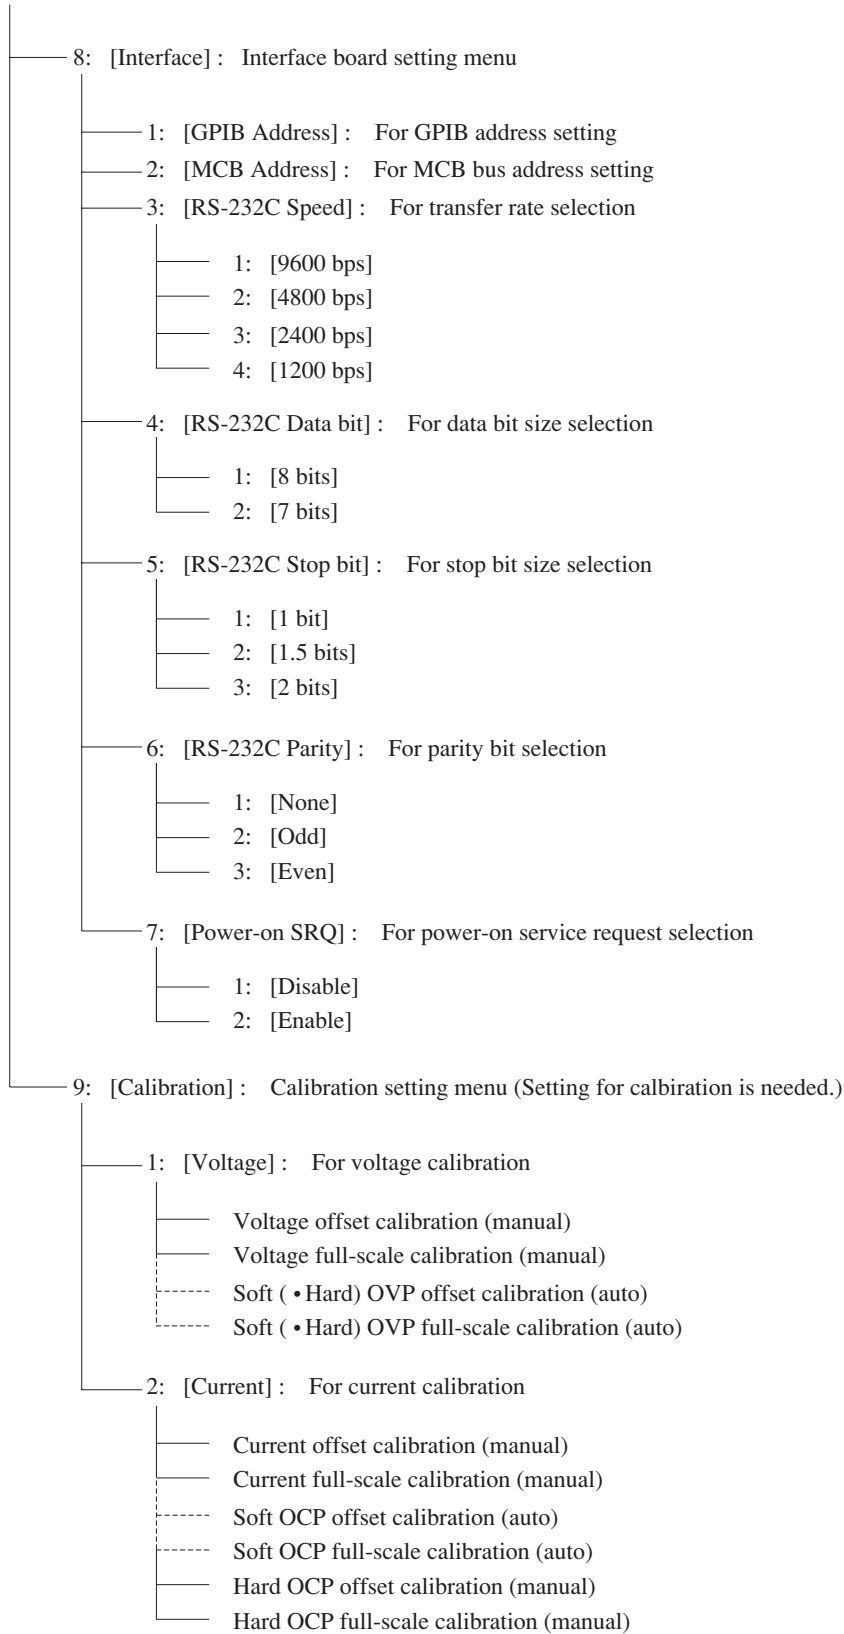 8: [Interface] : Interface board setting menu
1: [GPIB Address] : For GPIB address setting
2: [MCB Address] : For MCB bus address setting
3: [RS-232C Speed] : For transfer rate selection
1: [9600 bps]
2: [4800 bps]
3: [2400 bps]
4: [1200 bps]
4: [RS-232C Data bit] : For data bit size selection
1: [8 bits]
2: [7 bits]
5: [RS-232C Stop bit] : For stop bit size selection
1: [1 bit]
2: [1.5 bits]
3: [2 bits]
6: [RS-232C Parity] : For parity bit selection
1: [None]
2: [Odd]
3: [Even]
7: [Power-on SRQ] : For power-on service request selection
1: [Disable]
2: [Enable]
9: [Calibration] : Calibration setting menu (Setting for calbiration is needed.)
1: [Voltage] : For voltage calibration
Voltage offset calibration (manual)
Voltage full-scale calibration (manual)
Soft ( •Hard) OVP offset calibration (auto)
Soft ( •Hard) OVP full-scale calibration (auto)
2: [Current] : For current calibration
Current offset calibration (manual)
Current full-scale calibration (manual)
Soft OCP offset calibration (auto)
Soft OCP full-scale calibration (auto)
Hard OCP offset calibration (manual)
Hard OCP full-scale calibration (manual)